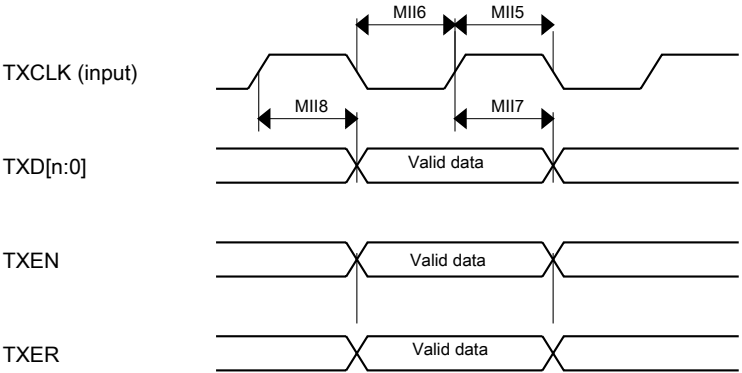 MII6
MII5
TXCLK (input)
MII8
MII7
TXD[n:0]
Valid data
TXEN
Valid data
TXER
Valid data